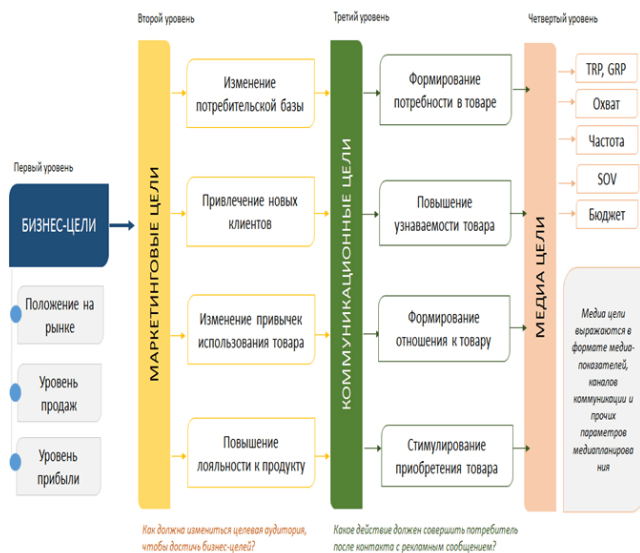 Первый уровень
БИЗНЕС-ЦЕЛИ
Положение на
рынке
Уровень
продаж
Уровень
прибыли
Второй уровень
МАРКЕТИНГОВЫЕ ЦЕЛИ
Изменение
потребительской
базы
Привлечение новых
клиентов
Изменение привычек
использования товара
Повышение
лояльности к продукту
Как должна измениться целевая аудитория,
чтобы достичь бизнес-целей?
Третий уровень
КОММУНИКАЦИОННЫЕ ЦЕЛИ
Формирование
потребности в товаре
Повышение
узнаваемости товара
Формирование
отношения к товару
Стимулирование
приобретения товара
Какое действие должен совершить потребитель
после контакта с рекламным сообщением?
Четвертый уровень
МЕДИА ЦЕЛИ
TRP, GRP
Охват
Частота
SOV
Бюджет
Медиа цели
выражаются в
формате медиа-
показателей,
каналов
коммуникации и
прочих
параметров
медиапланирова
ния